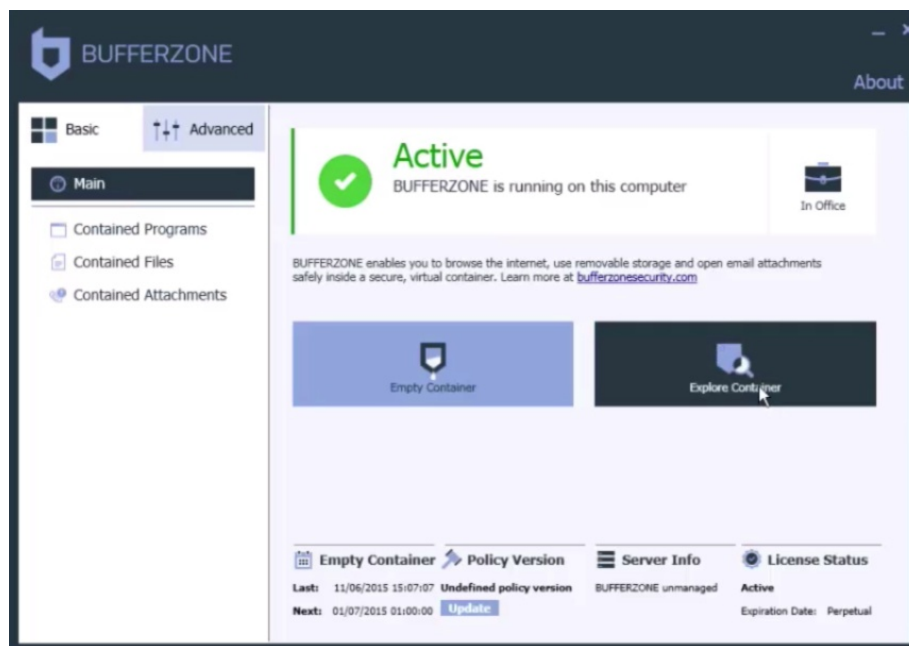 BUFFERZONE
About
Basic
Advanced
Main
Contained Programs
Contained Files
Contained Attachments
Active
BUFFERZONE is running on this computer
In Office
BUFFERZONE enables you to browse the internet, use removable storage and open email attachments
safely inside a secure, virtual container. Learn more at bufferzonesecurity.com
Empty Container
Explore Container
Empty Container
Last: 11/06/2015 15:07:07
Next: 01/07/2015 01:00:00
Policy Version
Undefined policy version
Update
Server Info
BUFFERZONE unmanaged
License Status
Active
Expiration Date: Perpetual